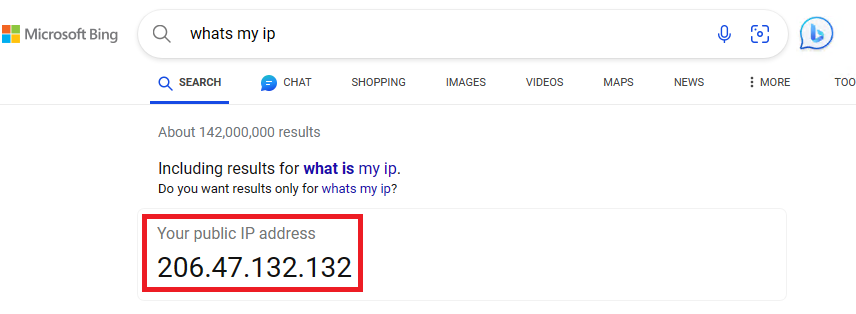 Microsoft Bing
whats my ip
SEARCH CHAT SHOPPING IMAGES VIDEOS MAPS NEWS MORE TOO
About 142,000,000 results
Including results for what is my ip.
Do you want results only for whats my ip?
Your public IP address
206.47.132.132